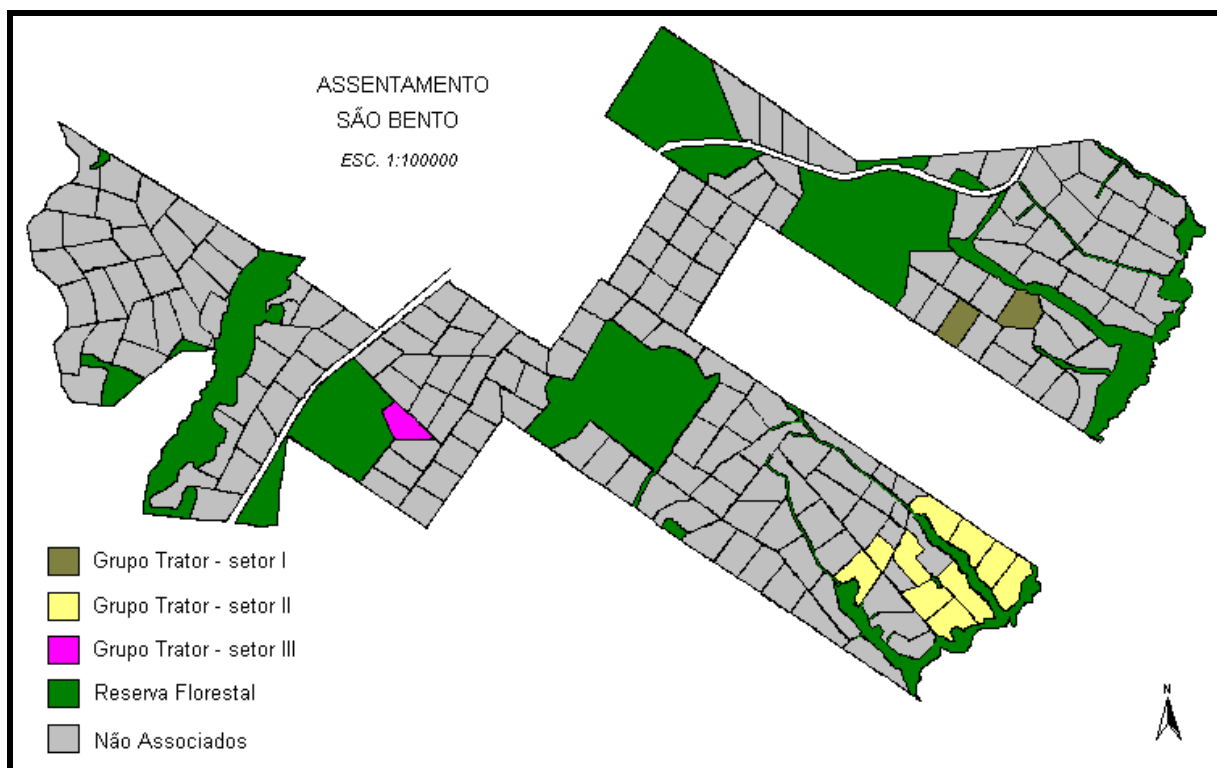 ASSENTAMENTO
SÃO BENTO
ESC. 1:100000
Grupo Trator - setor I
Grupo Trator - setor II
Grupo Trator - setor III
Reserva Florestal
Não Associados
N